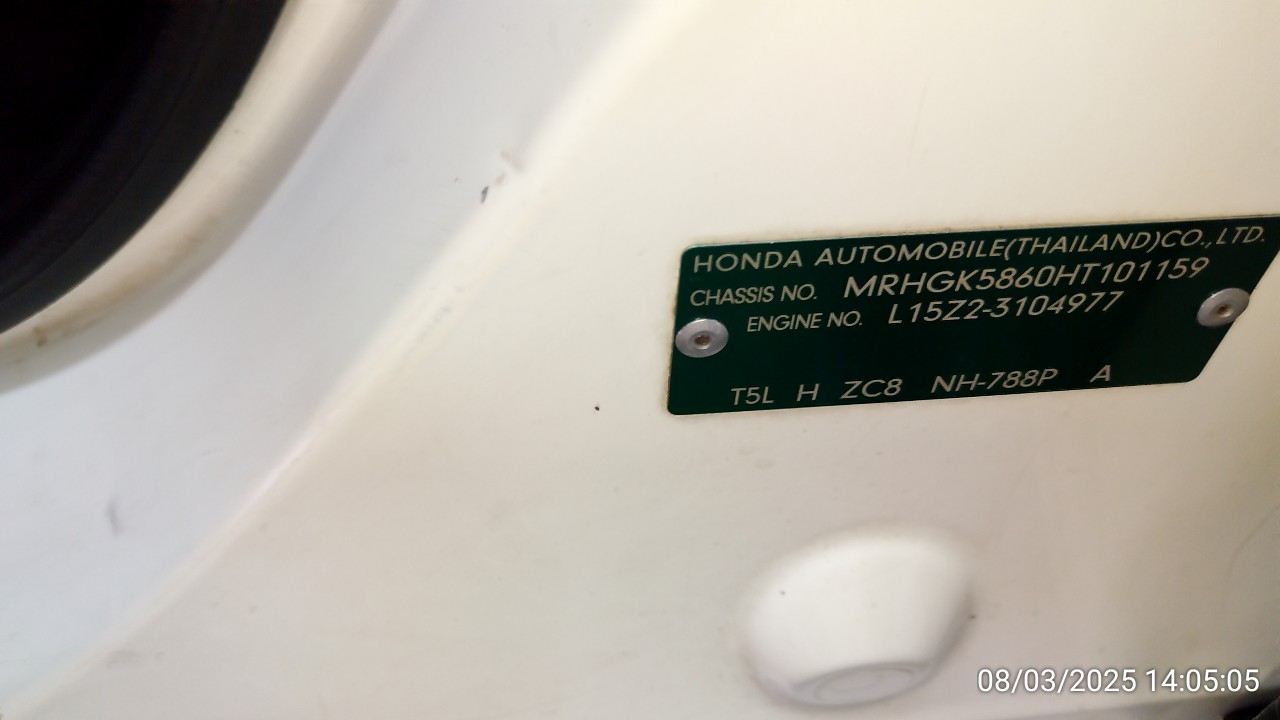 HONDA AUTOMOBILE(THAILAND)CO.,LTD.
CHASSIS NO. MRHGK5860HT101159
ENGINE NO. L15Z2-3104977
T5L H ZC8 NH-788P A
08/03/2025 14:05:05